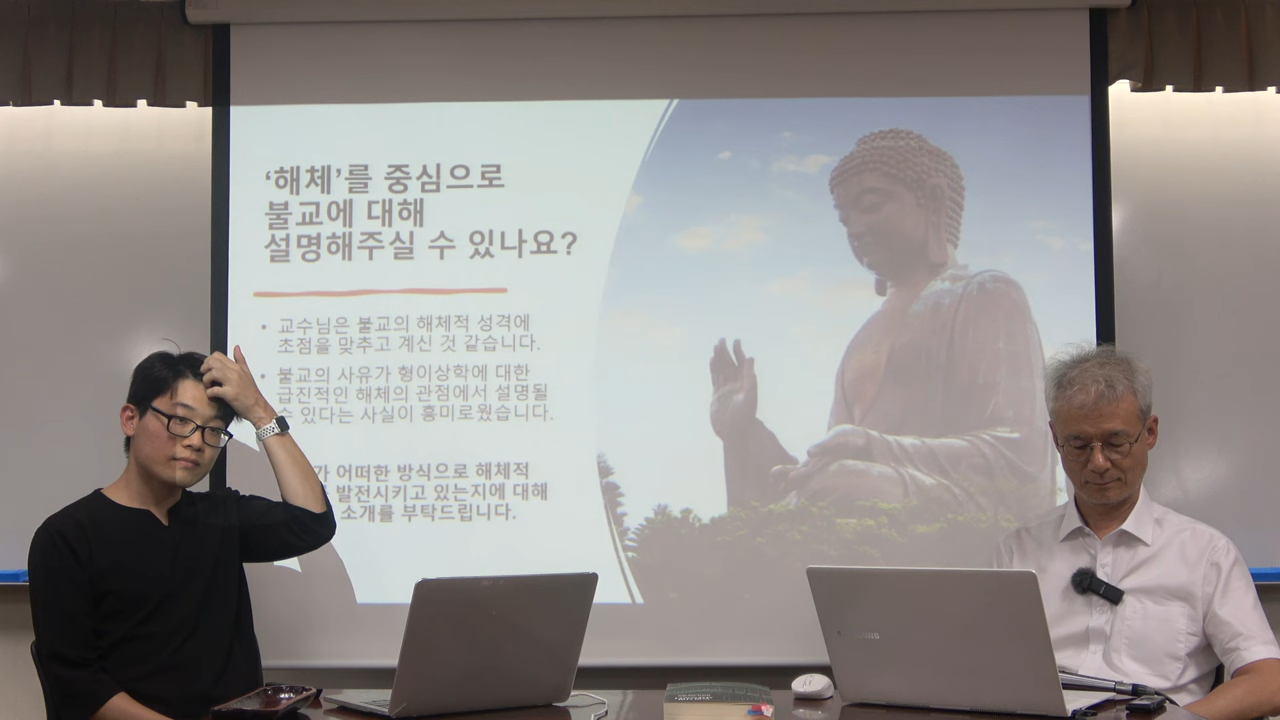 ‘해체’를 중심으로
불교에 대해
설명해주실 수 있나요?
• 교수님은 불교의 해체적 성격에
초점을 맞추고 계신 것 같습니다.
• 불교의 사유가 형이상학에 대한
급진적인 해체의 관점에서 설명될
수 있다는 사실이 흥미로웠습니다.
가 어떠한 방식으로 해체적
발전시키고 있는지에 대해
소개를 부탁드립니다.